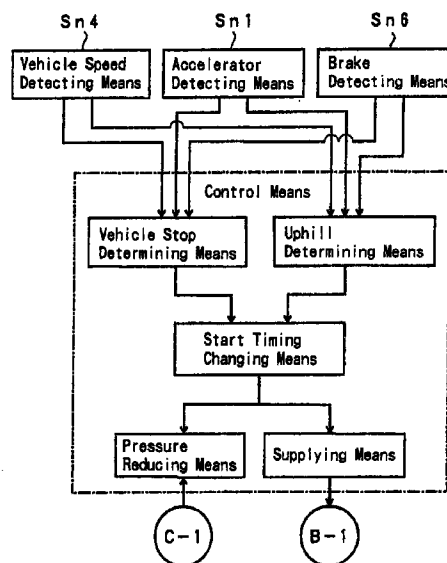 Sn4 Sn1 Sn6
Vehicle Speed
Detecting Means
Accelerator
Detecting Means
Brake
Detecting Means
Control Means
Vehicle Stop
Determining Means
Uphill
Determining Means
Start Timing
Changing Means
Pressure
Reducing Means
Supplying Means
C-1
B-1